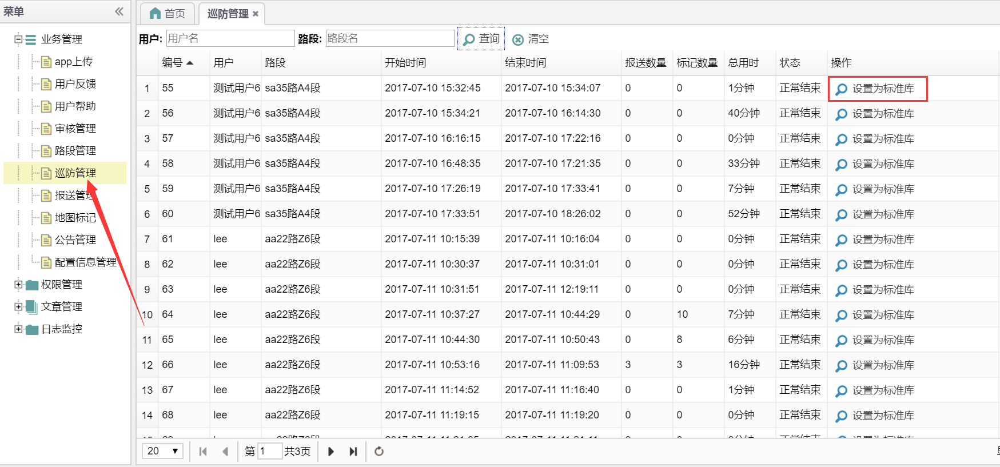 菜单
业务管理
app上传
用户反馈
用户帮助
审核管理
路段管理
巡防管理
报送管理
地图标记
公告管理
配置信息管理
权限管理
文章管理
日志监控
首页 巡防管理
用户: 用户名 路段: 路段名 查询 清空
编号 用户 路段 开始时间 结束时间 报送数量 标记数量 总用时 状态 操作
1 55 测试用户6 sa35路A4段 2017-07-10 15:32:45 2017-07-10 15:34:07 0 0 1分钟 正常结束 设置为标准库
2 56 测试用户6 sa35路A4段 2017-07-10 15:34:21 2017-07-10 16:14:30 0 0 40分钟 正常结束 设置为标准库
3 57 测试用户6 sa35路A4段 2017-07-10 16:16:15 2017-07-10 17:22:16 0 0 0分钟 正常结束 设置为标准库
4 58 测试用户6 sa35路A4段 2017-07-10 16:48:35 2017-07-10 17:21:35 0 0 33分钟 正常结束 设置为标准库
5 59 测试用户6 sa35路A4段 2017-07-10 17:26:19 2017-07-10 17:33:41 0 0 7分钟 正常结束 设置为标准库
6 60 测试用户6 sa35路A4段 2017-07-10 17:33:51 2017-07-10 18:26:02 0 0 52分钟 正常结束 设置为标准库
7 61 lee aa22路Z6段 2017-07-11 10:15:39 2017-07-11 10:16:04 0 0 0分钟 正常结束 设置为标准库
8 62 lee aa22路Z6段 2017-07-11 10:30:37 2017-07-11 10:31:01 0 0 0分钟 正常结束 设置为标准库
9 63 lee aa22路Z6段 2017-07-11 10:31:51 2017-07-11 12:19:11 0 0 0分钟 正常结束 设置为标准库
10 64 lee aa22路Z6段 2017-07-11 10:37:27 2017-07-11 10:44:29 0 10 7分钟 正常结束 设置为标准库
11 65 lee aa22路Z6段 2017-07-11 10:44:30 2017-07-11 10:50:43 0 8 6分钟 正常结束 设置为标准库
12 66 lee aa22路Z6段 2017-07-11 10:53:16 2017-07-11 11:09:53 3 3 16分钟 正常结束 设置为标准库
13 67 lee aa22路Z6段 2017-07-11 11:14:52 2017-07-11 11:16:40 0 0 1分钟 正常结束 设置为标准库
14 68 lee aa22路Z6段 2017-07-11 11:19:15 2017-07-11 11:19:20 0 0 0分钟 正常结束 设置为标准库
20 第 1 共3页